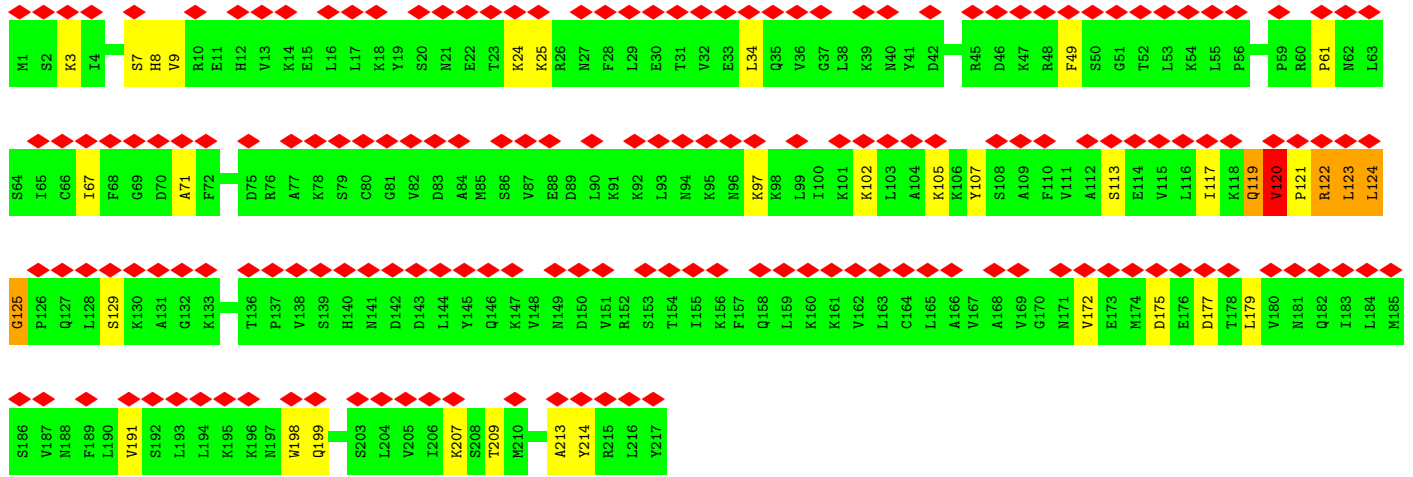 M1 S2 K3 I4 S7 H8 V9 R10 E11 H12 V13 K14 E15 L16 L17 K18 Y19 S20 N21 E22 T23 K24 K25 R26 N27 F28 L29 E30 T31 V32 E33 L34 Q35 V36 G37 L38 K39 N40 Y41 D42 R45 D46 K47 R48 F49 S50 G51 T52 L53 K54 L55 P56 P59 R60 P61 N62 L63
S64 I65 C66 I67 F68 G69 D70 A71 F72 D75 R76 A77 K78 S79 C80 G81 V82 D83 A84 M85 S86 V87 E88 D89 L90 K91 K92 L93 N94 K95 N96 K97 K98 L99 I100 K101 K102 L103 A104 K105 K106 Y107 S108 A109 F110 V111 A112 S113 E114 V115 L116 I117 K118 Q119 V120 P121 R122 L123 L124
G125 P126 Q127 L128 S129 K130 A131 G132 K133 T136 P137 V138 S139 H140 N141 D142 D143 L144 Y145 Q146 K147 V148 N149 D150 V151 R152 S153 T154 I155 K156 F157 Q158 L159 K160 K161 V162 L163 C164 L165 A166 V167 A168 V169 G170 N171 V172 E173 M174 D175 E176 D177 T178 L179 V180 N181 Q182 I183 L184 M185
S186 V187 N188 F189 L190 V191 S192 L193 L194 K195 K196 N197 W198 Q199 S203 L204 V205 I206 K207 S208 T209 M210 A213 Y214 R215 L216 Y217